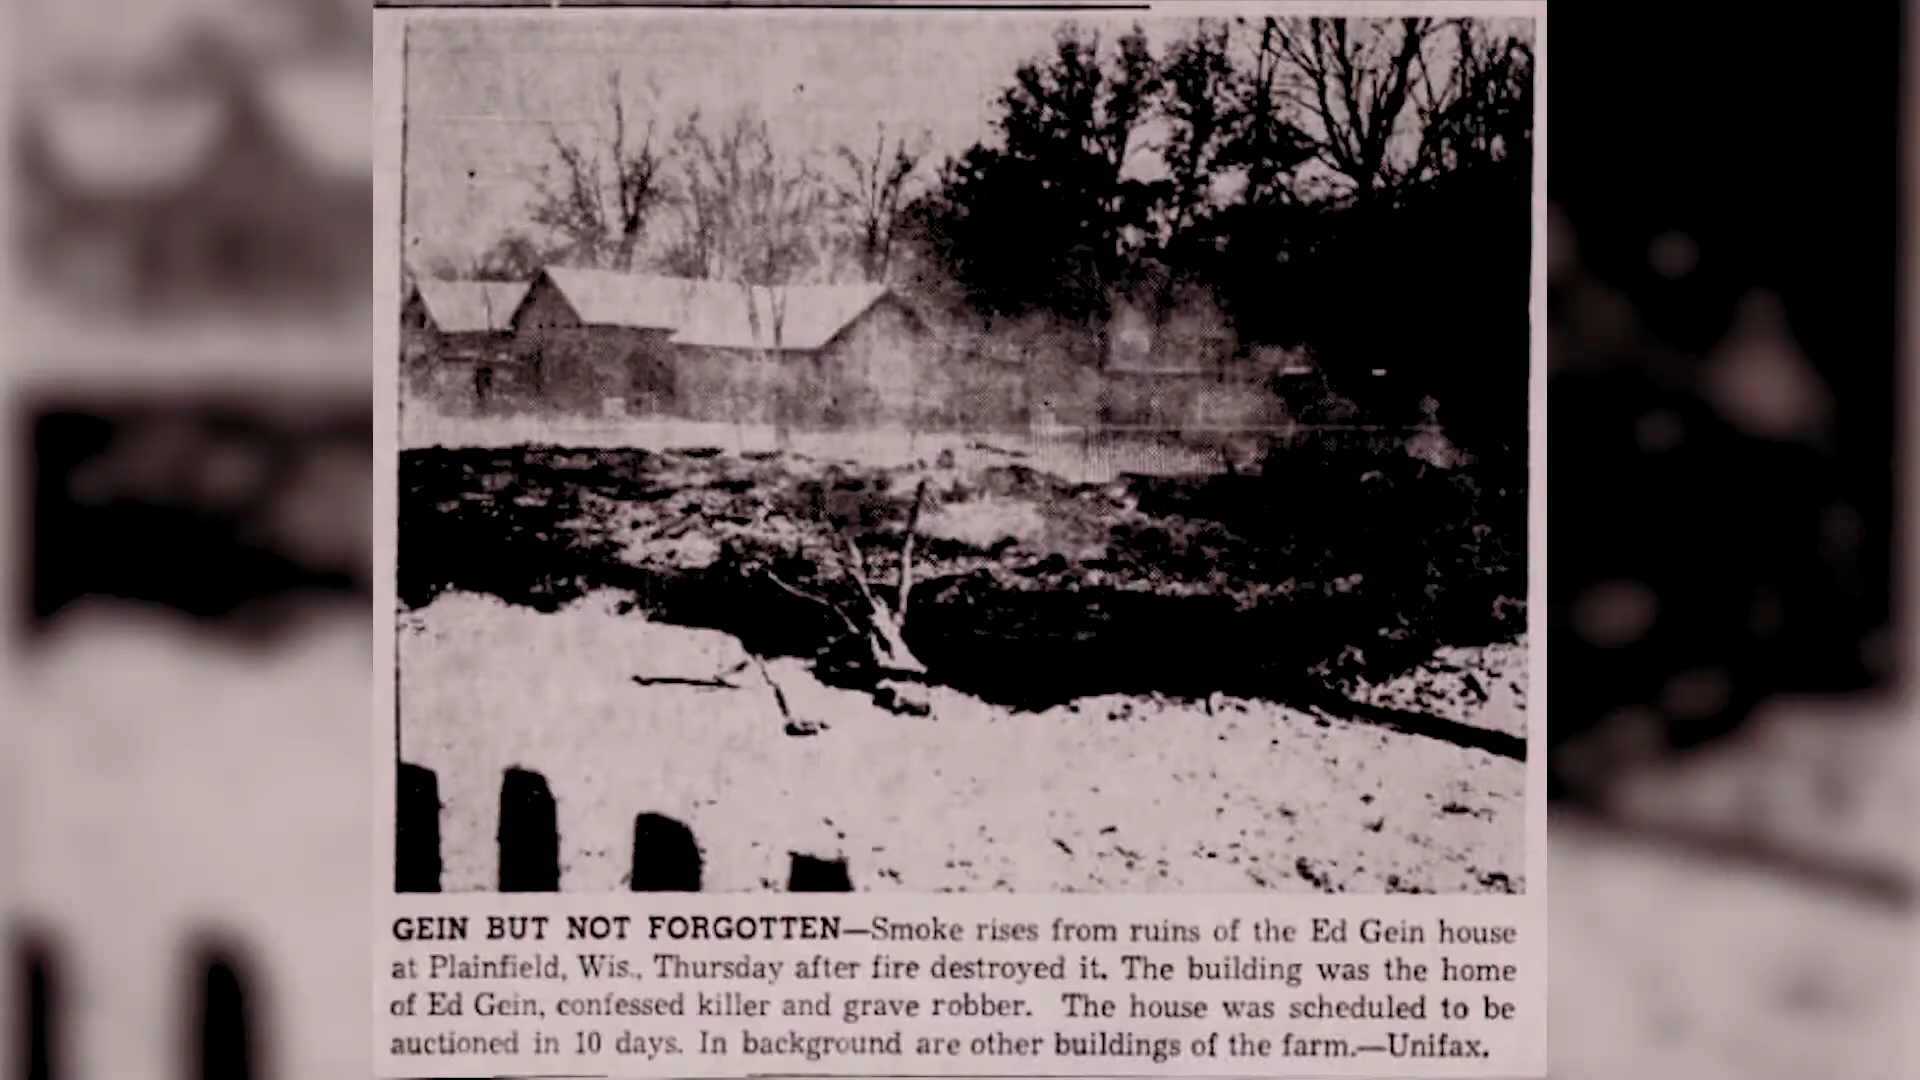 GEIN BUT NOT FORGOTTEN—Smoke rises from ruins of the Ed Gein house
at Plainfield, Wis., Thursday after fire destroyed it. The building was the home
of Ed Gein, confessed killer and grave robber. The house was scheduled to be
auctioned in 10 days. In background are other buildings of the farm.—Unifax.